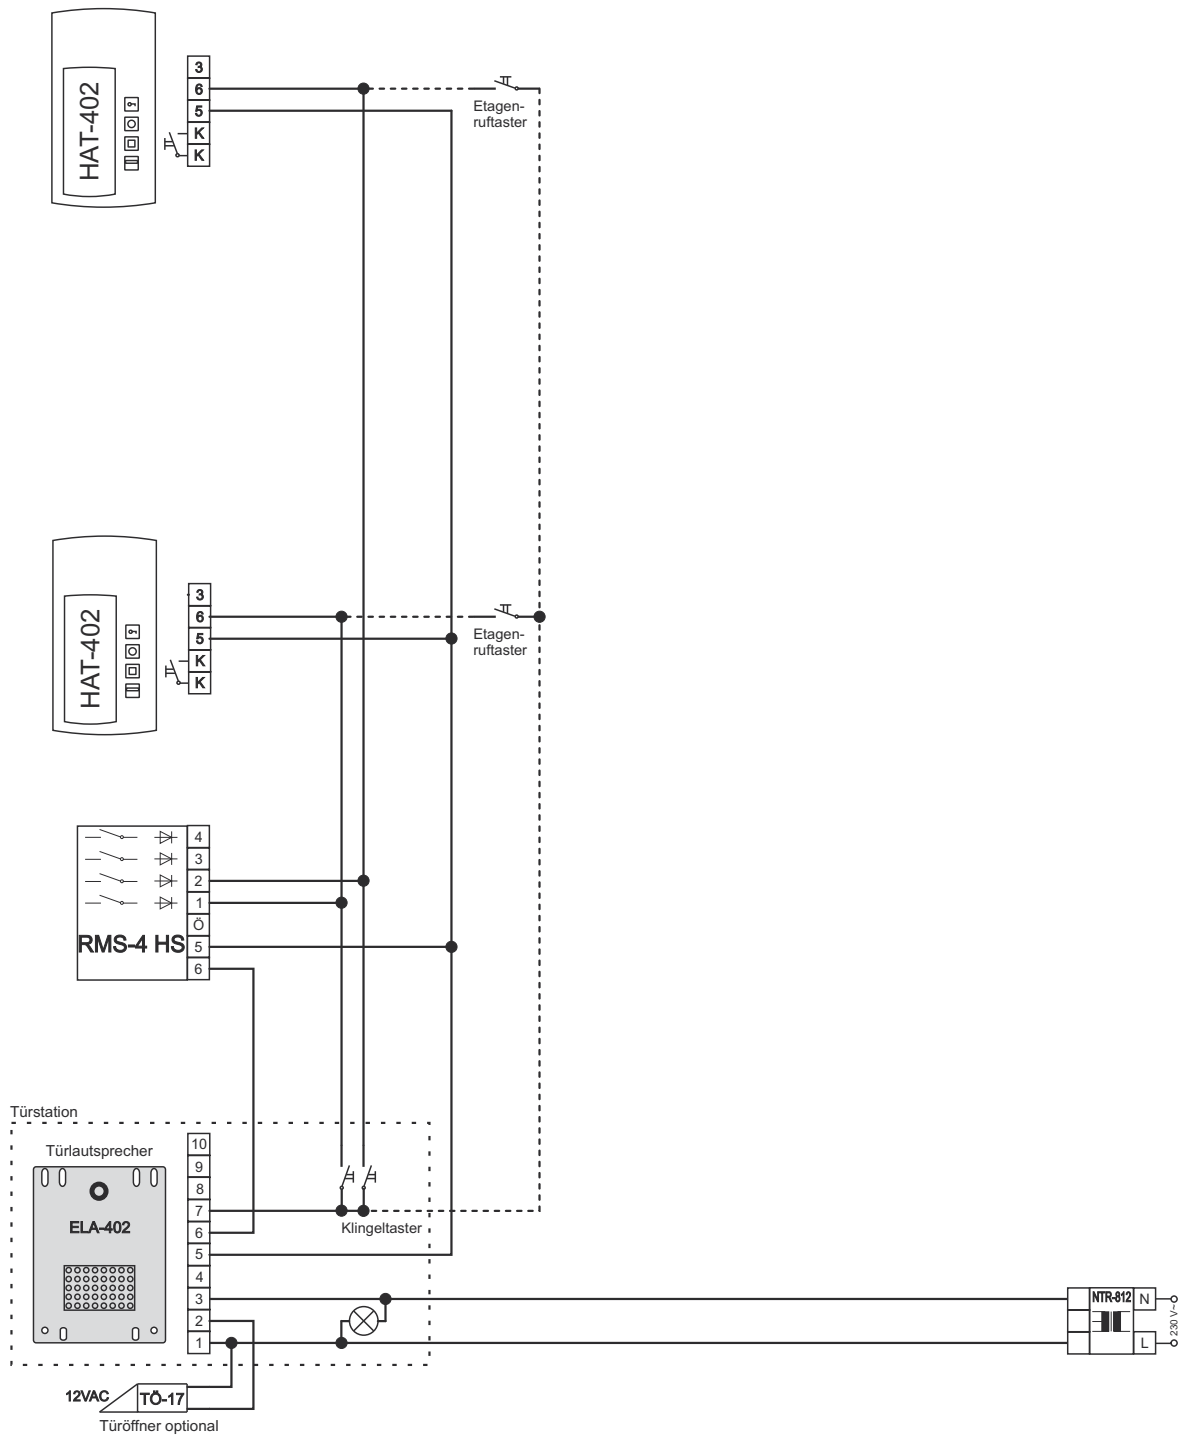 HAT-402
3
6
5
K
K
Etagen-
ruftaster
HAT-402
3
6
5
K
K
Etagen-
ruftaster
4
3
2
1
Ö
RMS-4 HS
5
6
Türstation
Türlautsprecher
ELA-402
10
9
8
7
6
5
4
3
2
1
Klingeltaster
NTR-812
N
L
230 V~
12VAC
TÖ-17
Türöffner optional